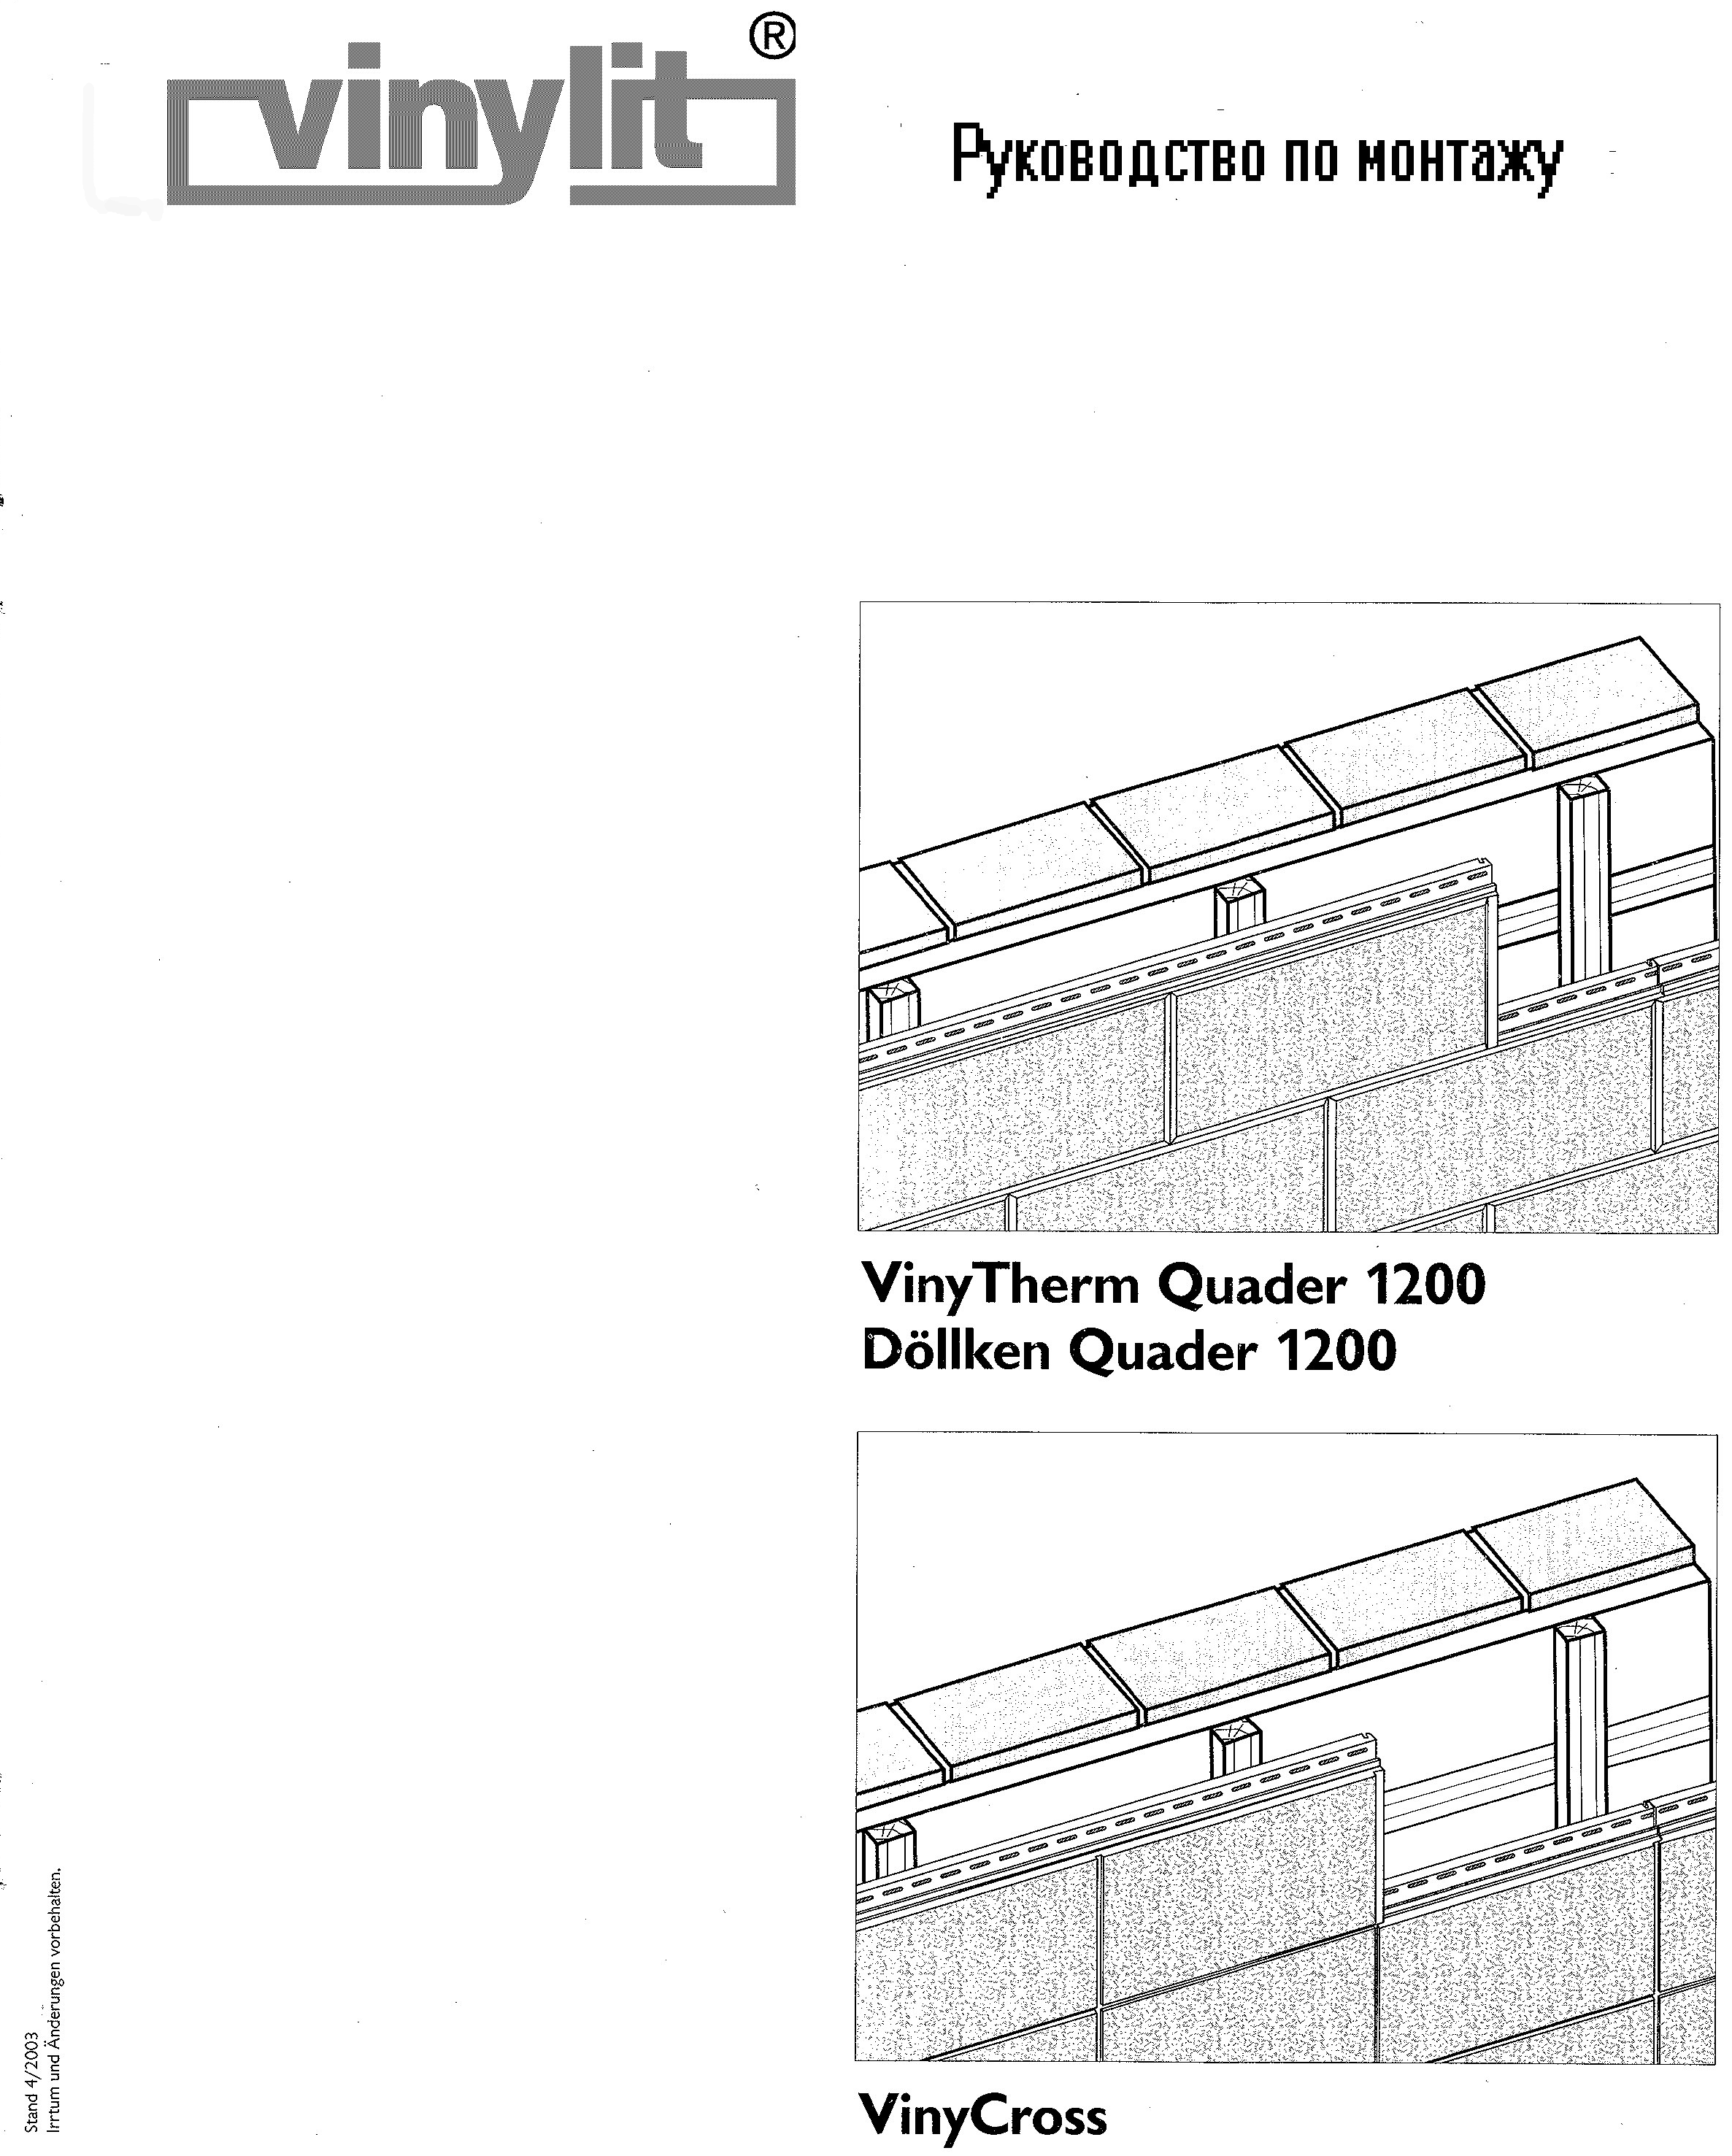 vinylit®
Руководство по монтажу
VinyTherm Quader 1200
Döllken Quader 1200
VinyCross
Stand 4/2003
Irrtum und Änderungen vorbehalten.